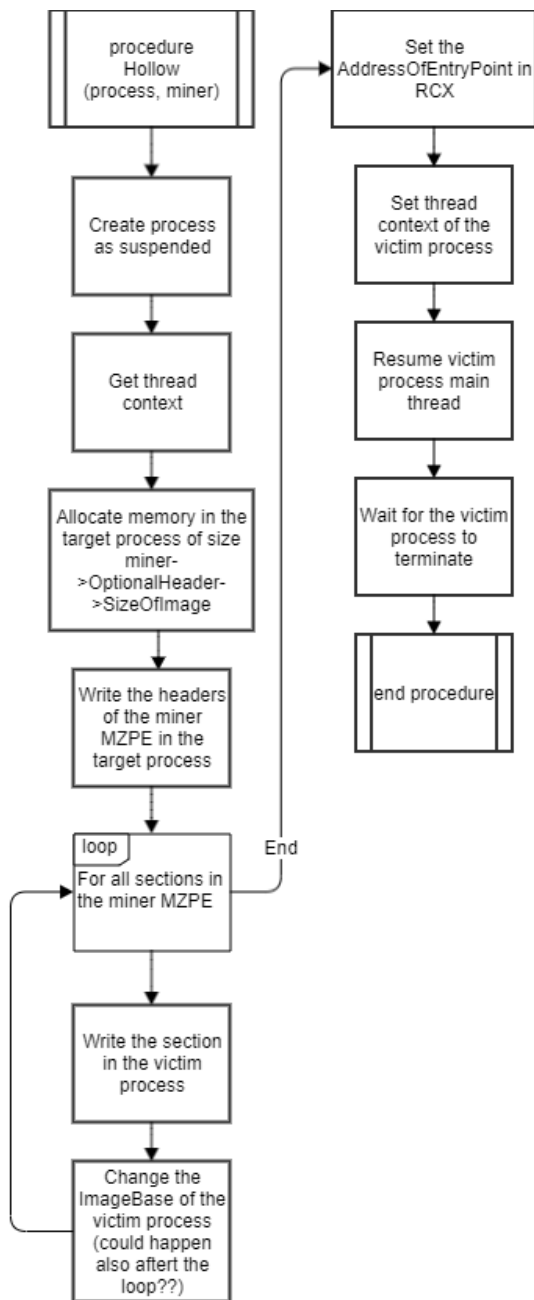 procedure
Hollow
(process, miner)
Create process
as suspended
Get thread
context
Allocate memory in the
target process of size
miner-
>OptionalHeader-
>SizeOfImage
Write the headers
of the miner
MZPE in the
target process
loop
For all sections in
the miner MZPE
Write the section
in the victim
process
Change the
ImageBase of the
victim process
(could happen
also aftert the
loop??)
End
Set the
AddressOfEntryPoint in
RCX
Set thread
context of the
victim process
Resume victim
process main
thread
Wait for the victim
process to
terminate
end procedure